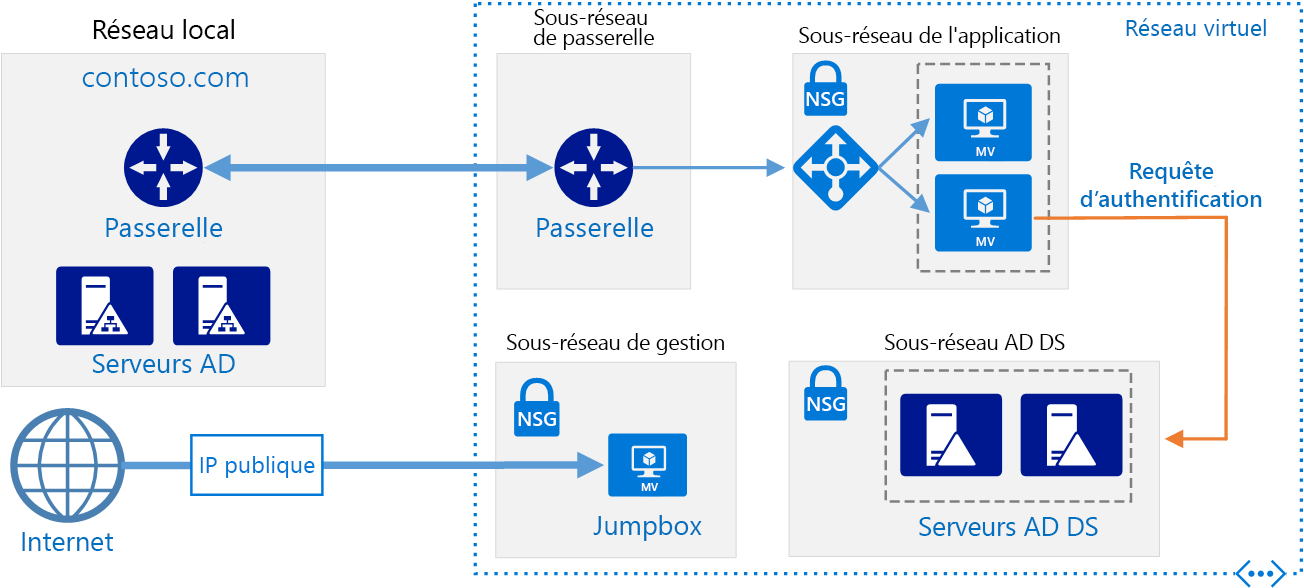 Réseau local
contoso.com
Passerelle
Serveurs AD
Internet
IP publique
Réseau virtuel
Sous-réseau
de passerelle
Passerelle
Sous-réseau de l'application
NSG
MV
MV
Requête
d’authentification
Sous-réseau de gestion
NSG
MV
Jumpbox
Sous-réseau AD DS
NSG
Serveurs AD DS